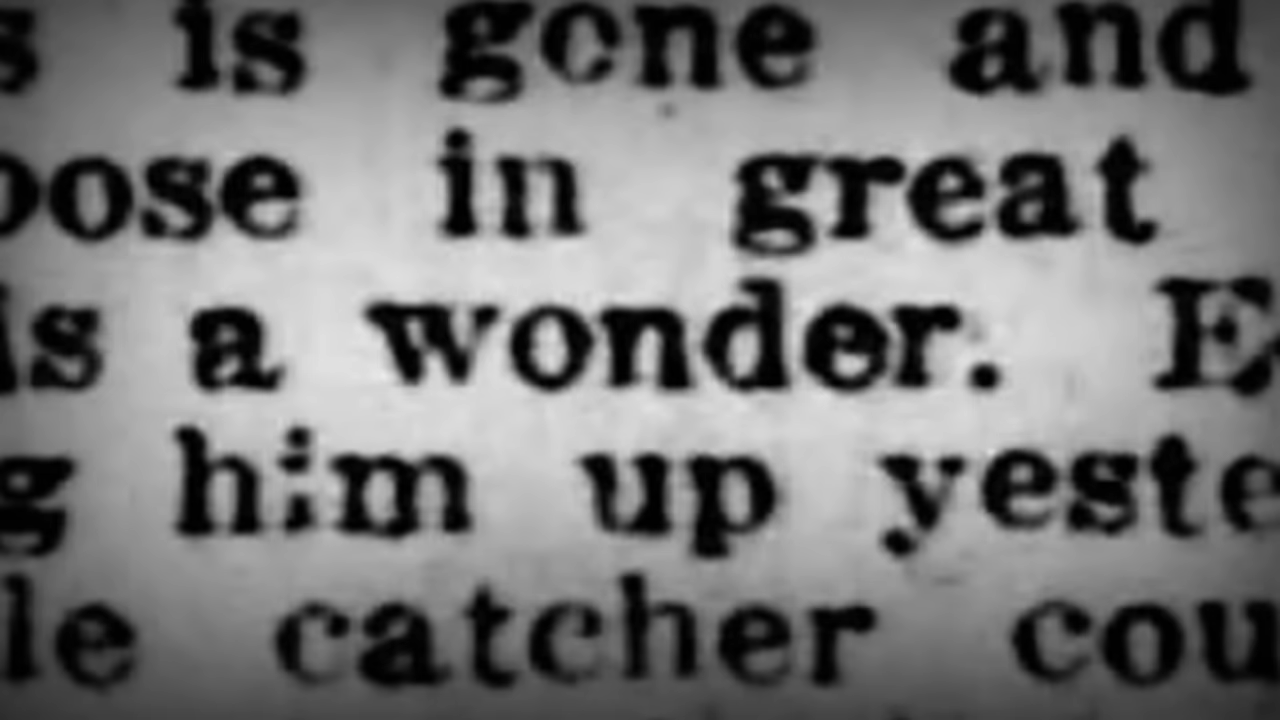 s is gone and
oose in great
is a wonder. E
g him up yeste
le catcher cou